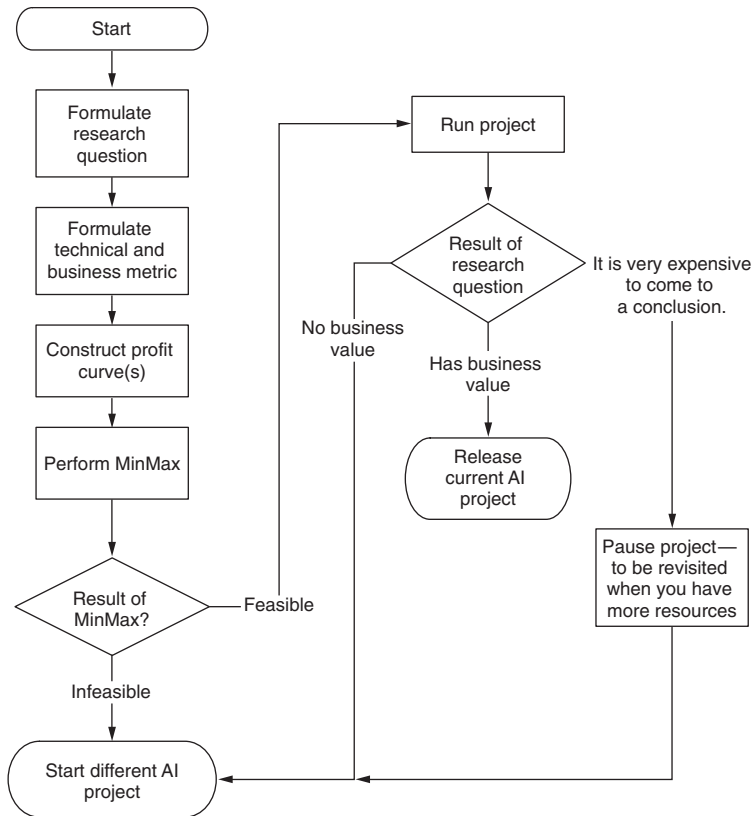 Start
Formulate
research
question
Formulate
technical and
business metric
Construct profit
curve(s)
Perform MinMax
Result of
MinMax?
Feasible
Infeasible
Start different AI
project
Run project
Result of
research
question
No business
value
Has business
value
Release
current AI
project
It is very expensive
to come to
a conclusion.
Pause project—
to be revisited
when you have
more resources